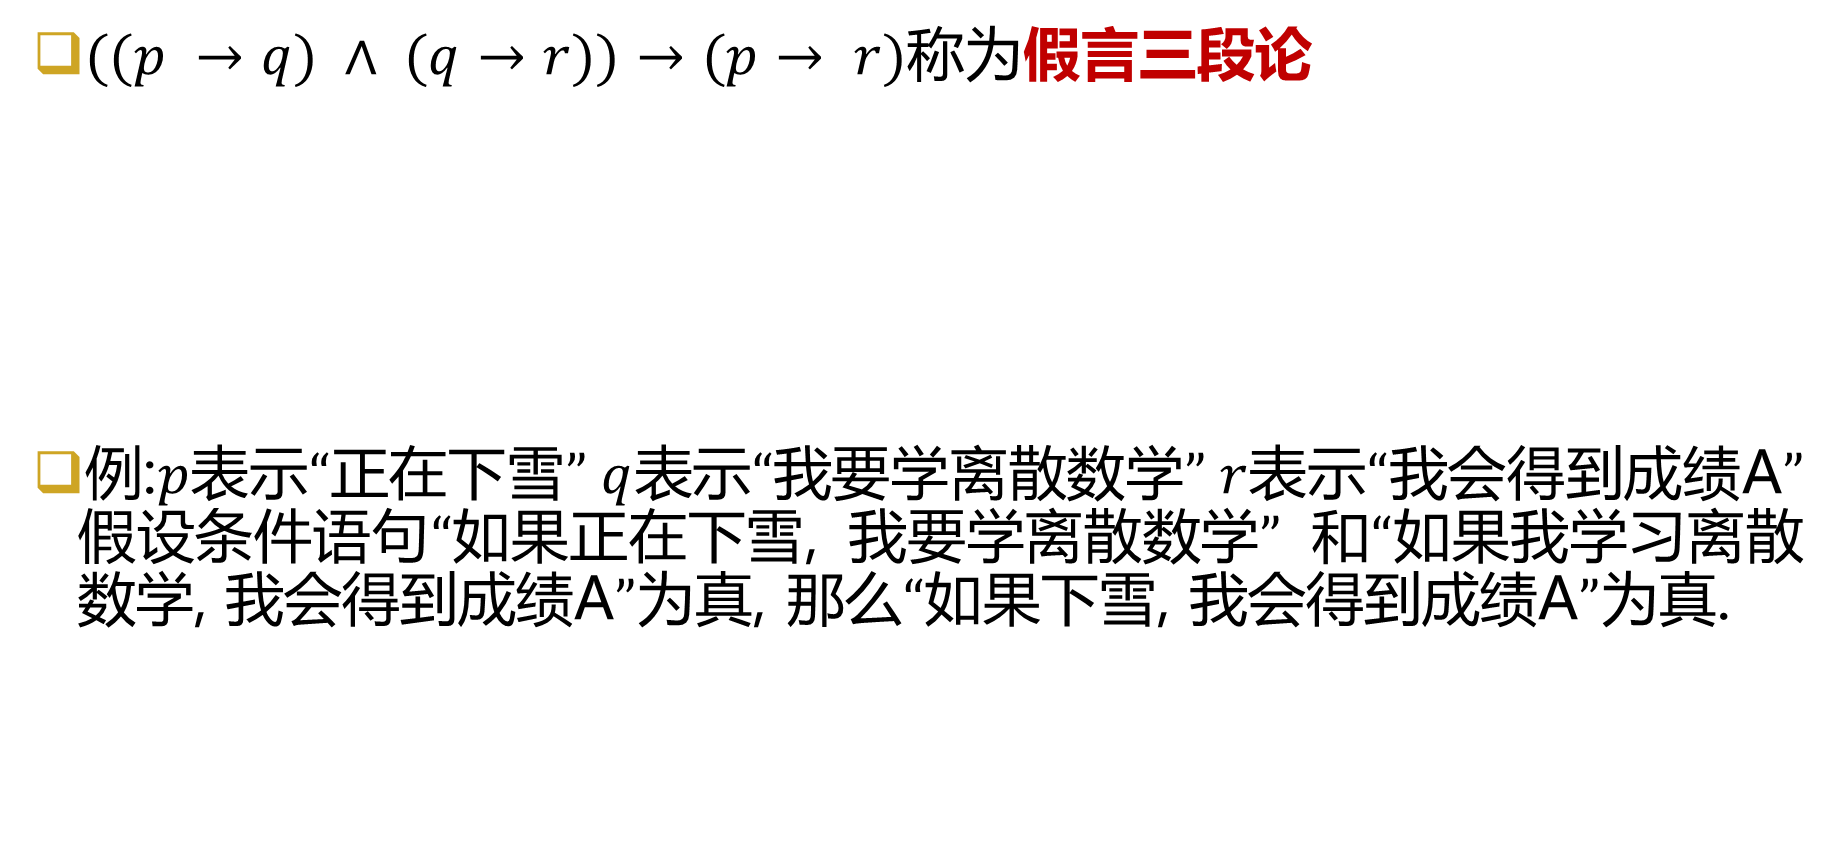 ((p → q) ∧ (q → r)) → (p → r)称为假言三段论
例:p表示“正在下雪” q表示“我要学离散数学” r表示“我会得到成绩A”
假设条件语句“如果正在下雪, 我要学离散数学” 和“如果我学习离散
数学, 我会得到成绩A”为真, 那么“如果下雪, 我会得到成绩A”为真.